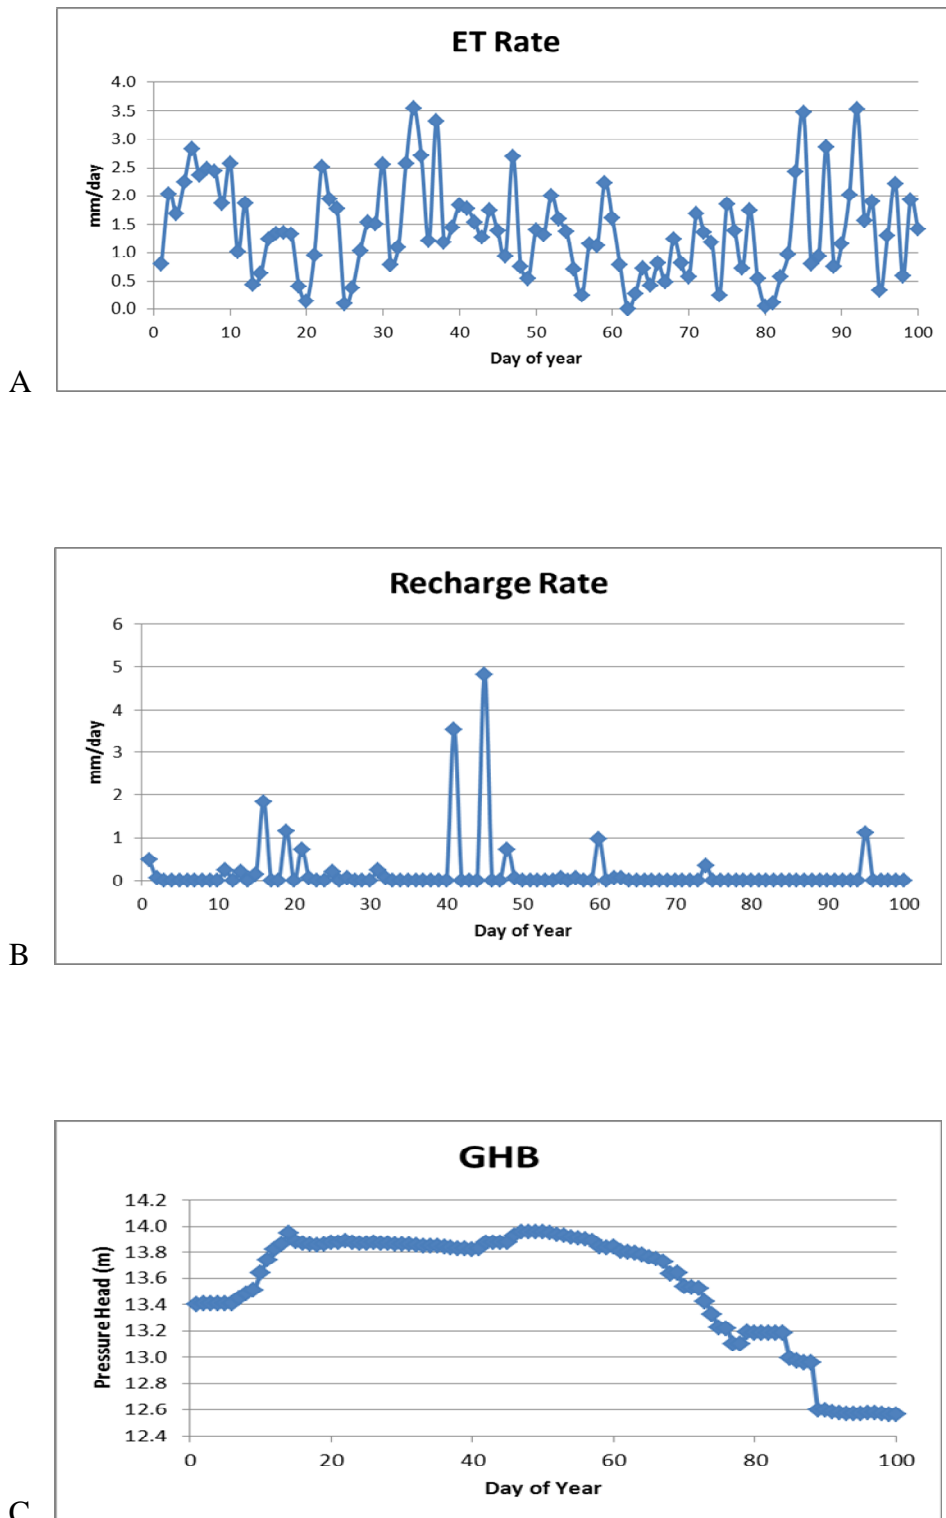 ET Rate
4.0
3.5
3.0
2.5
2.0
1.5
1.0
0.5
0.0
mm/day
0 10 20 30 40 50 60 70 80 90 100
Day of year
A
Recharge Rate
6
5
4
3
2
1
0
mm/day
0 10 20 30 40 50 60 70 80 90 100
Day of Year
B
GHB
14.2
14.0
13.8
13.6
13.4
13.2
13.0
12.8
12.6
12.4
Pressure Head (m)
0 20 40 60 80 100
Day of Year
C